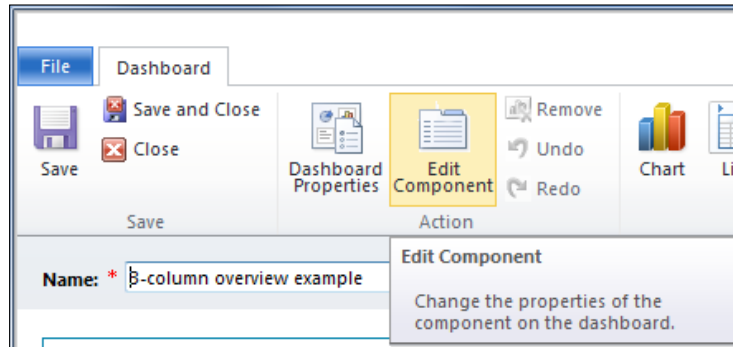 File
Dashboard
Save
Save and Close
Close
Dashboard
Properties
Edit
Component
Remove
Undo
Redo
Chart
Save
Action
Name: * 3-column overview example
Edit Component
Change the properties of the
component on the dashboard.